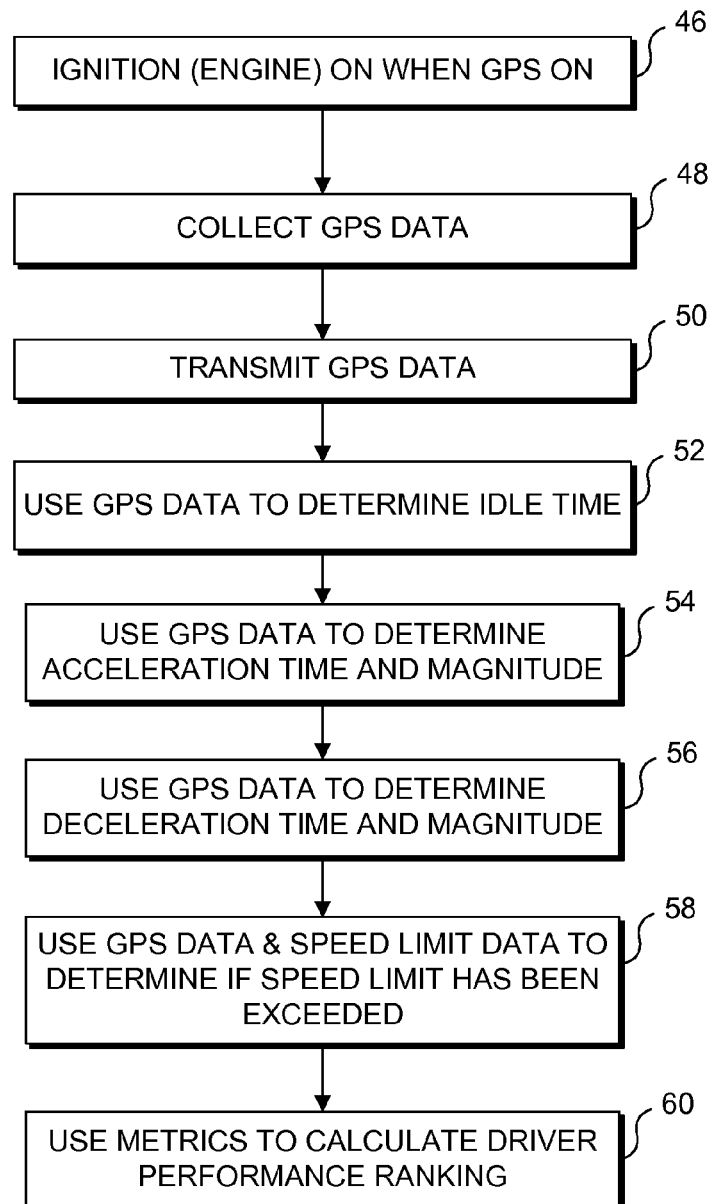 46
IGNITION (ENGINE) ON WHEN GPS ON
48
COLLECT GPS DATA
50
TRANSMIT GPS DATA
52
USE GPS DATA TO DETERMINE IDLE TIME
54
USE GPS DATA TO DETERMINE
ACCELERATION TIME AND MAGNITUDE
56
USE GPS DATA TO DETERMINE
DECELERATION TIME AND MAGNITUDE
58
USE GPS DATA & SPEED LIMIT DATA TO
DETERMINE IF SPEED LIMIT HAS BEEN
EXCEEDED
60
USE METRICS TO CALCULATE DRIVER
PERFORMANCE RANKING